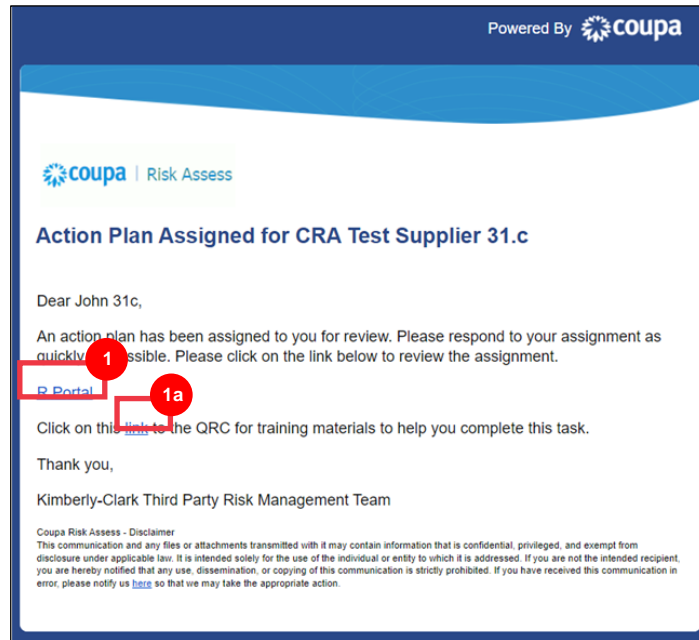 Powered By coupa
coupa | Risk Assess
Action Plan Assigned for CRA Test Supplier 31.c
Dear John 31c,
An action plan has been assigned to you for review. Please respond to your assignment as
quickly ssible. Please click on the link below to review the assignment.
1
R Portal
1a
Click on this link to the QRC for training materials to help you complete this task.
Thank you,
Kimberly-Clark Third Party Risk Management Team
Coupa Risk Assess - Disclaimer
This communication and any files or attachments transmitted with it may contain information that is confidential, privileged, and exempt from
disclosure under applicable law. It is intended solely for the use of the individual or entity to which it is addressed. If you are not the intended recipient,
you are hereby notified that any use, dissemination, or copying of this communication is strictly prohibited. If you have received this communication in
error, please notify us here so that we may take the appropriate action.